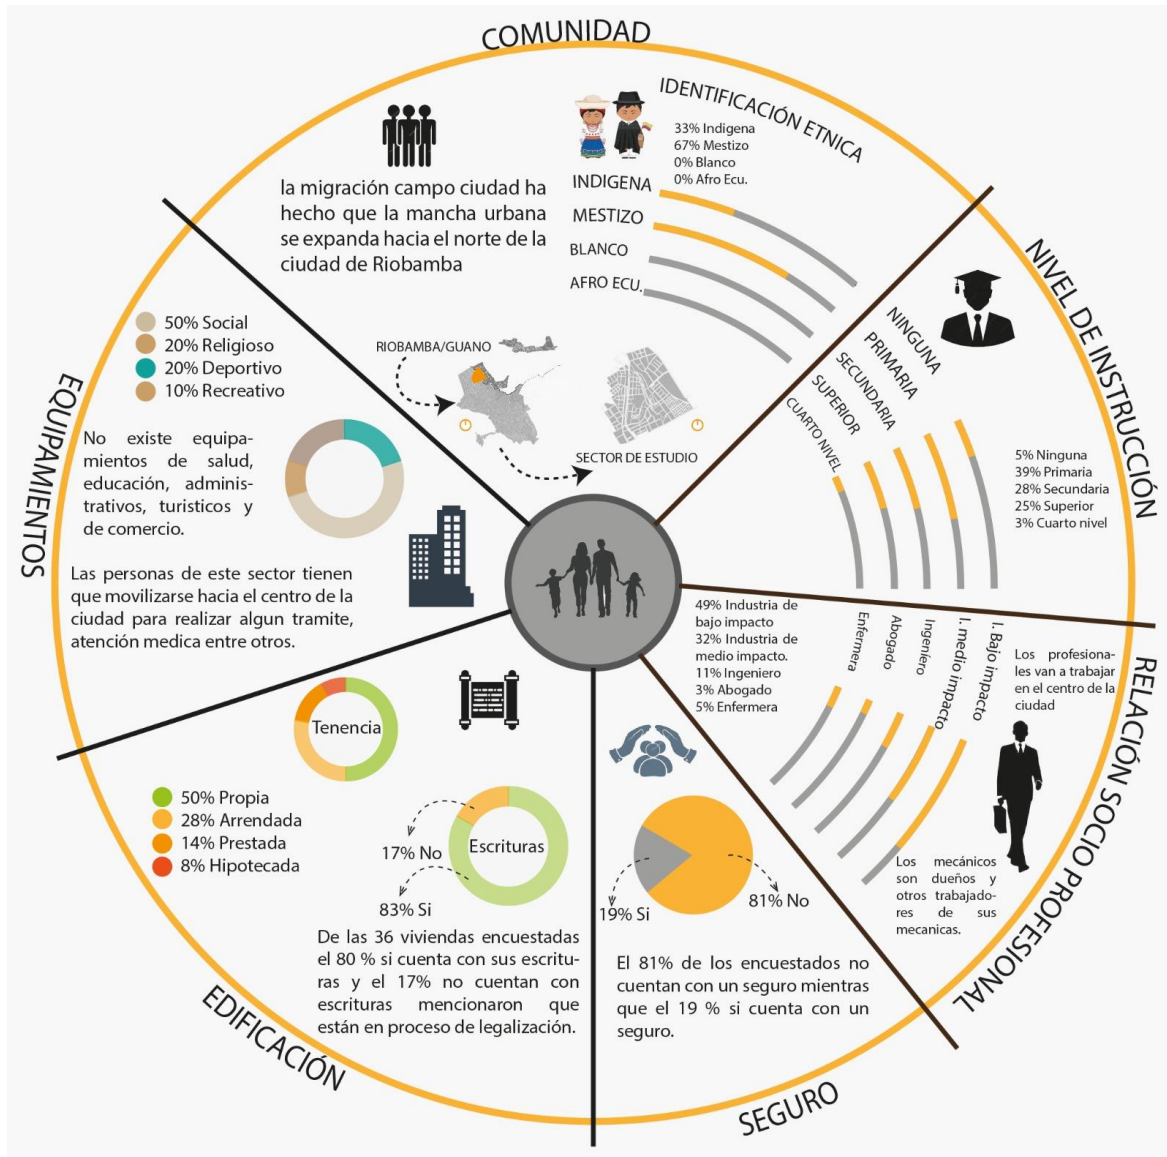 COMUNIDAD
IDENTIFICACIÓN ETNICA
33% Indigena
67% Mestizo
0% Blanco
0% Afro Ecu.
INDIGENA
MESTIZO
BLANCO
AFRO ECU.
la migración campo ciudad ha
hecho que la mancha urbana
se expanda hacia el norte de la
ciudad de Riobamba
RIOBAMBA/GUANO
SECTOR DE ESTUDIO
NIVEL DE INSTRUCCIÓN
NINGUNA
PRIMARIA
SECUNDARIA
SUPERIOR
CUARTO NIVEL
5% Ninguna
39% Primaria
28% Secundaria
25% Superior
3% Cuarto nivel
RELACIÓN SOCIO PROFESIONAL
49% Industria de
bajo impacto
32% Industria de
medio impacto.
11% Ingeniero
3% Abogado
5% Enfermera
Enfermera
Abogado
Ingeniero
I. medio impacto
I. Bajo impacto
Los profesiona-
les van a trabajar
en el centro de la
ciudad
Los mecánicos
son dueños y
otros trabajado-
res de sus
mecanicas.
SEGURO
19% Si
81% No
El 81% de los encuestados no
cuentan con un seguro mientras
que el 19 % si cuenta con un
seguro.
EDIFICACIÓN
Tenencia
50% Propia
28% Arrendada
14% Prestada
8% Hipotecada
Escrituras
17% No
83% Si
De las 36 viviendas encuestadas
el 80 % si cuenta con sus escritu-
ras y el 17% no cuentan con
escrituras mencionaron que
están en proceso de legalización.
EQUIPAMIENTOS
50% Social
20% Religioso
20% Deportivo
10% Recreativo
No existe equipa-
mientos de salud,
educación, adminis-
trativos, turisticos y
de comercio.
Las personas de este sector tienen
que movilizarse hacia el centro de la
ciudad para realizar algun tramite,
atención medica entre otros.